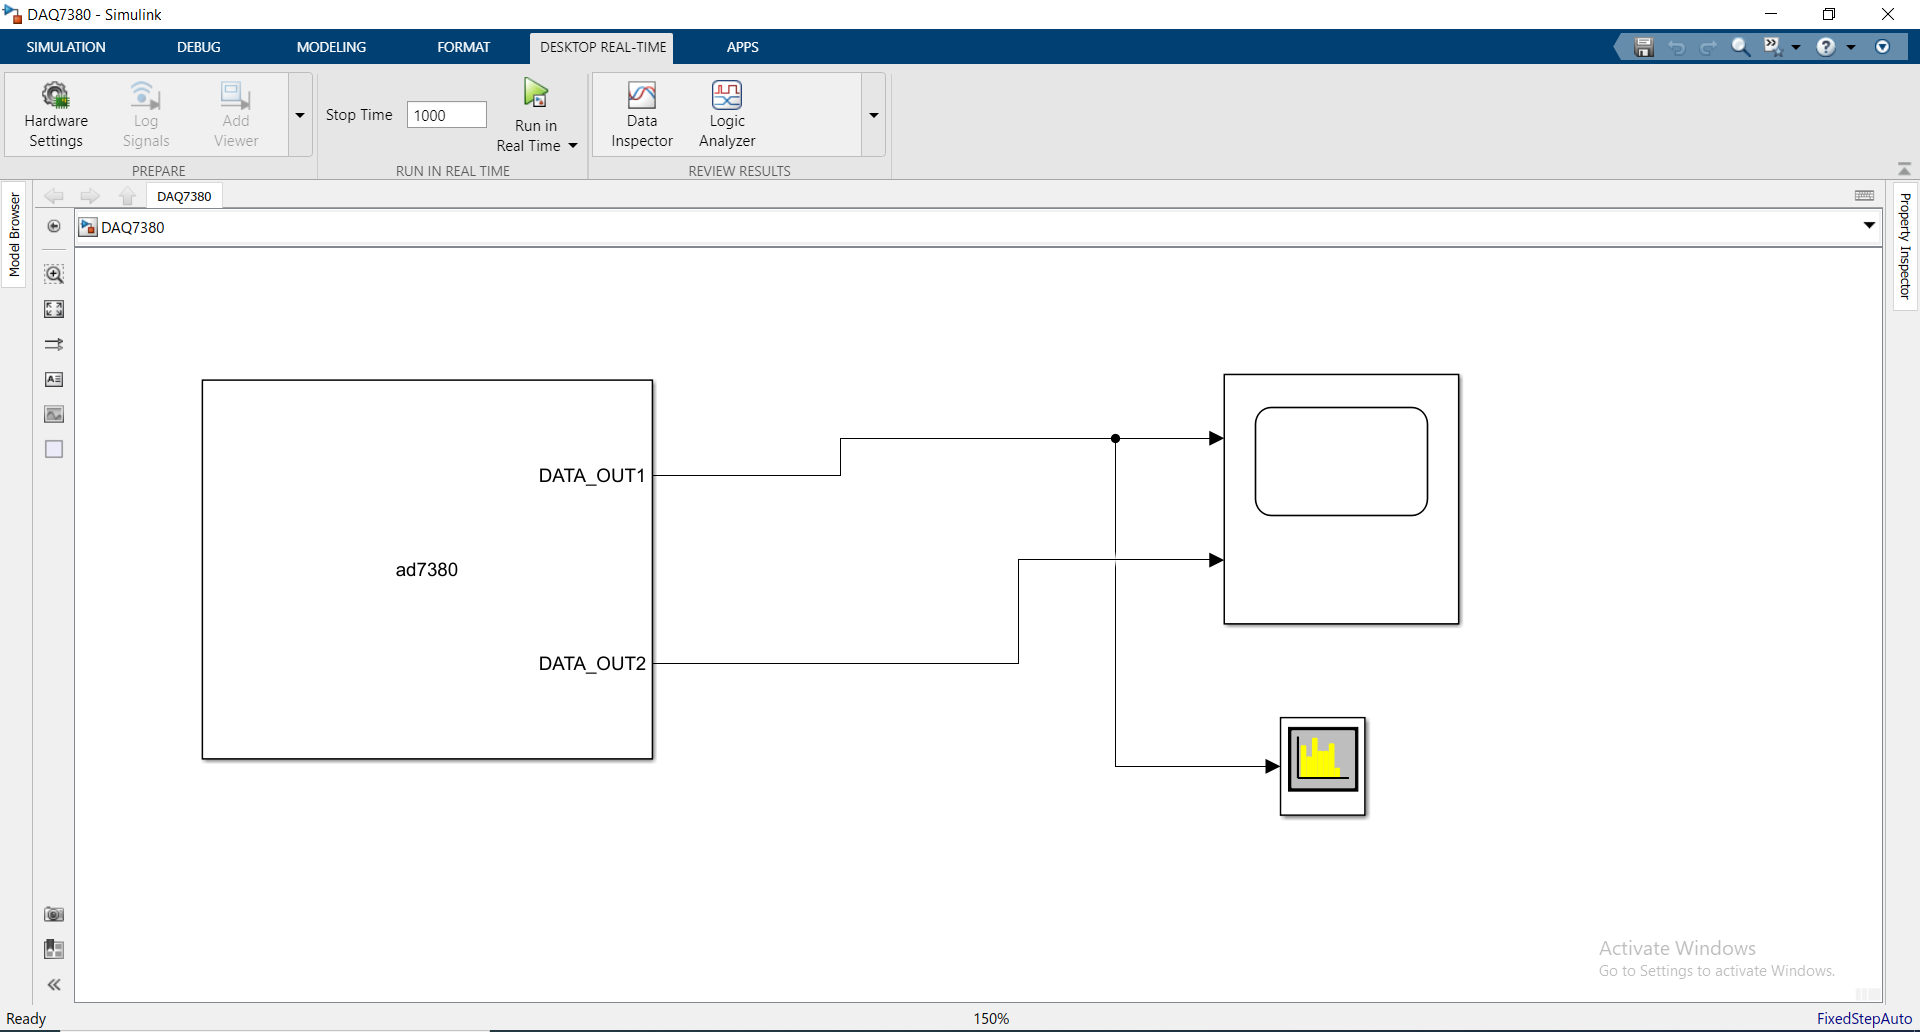 DAQ7380 - Simulink
SIMULATION
DEBUG
MODELING
FORMAT
DESKTOP REAL-TIME
APPS
Hardware
Settings
Log
Signals
Add
Viewer
PREPARE
Stop Time
1000
Run in
Real Time
RUN IN REAL TIME
Data
Inspector
Logic
Analyzer
REVIEW RESULTS
Model Browser
DAQ7380
DAQ7380
Property Inspector
DATA_OUT1
ad7380
DATA_OUT2
Activate Windows
Go to Settings to activate Windows.
Ready
150%
FixedStepAuto